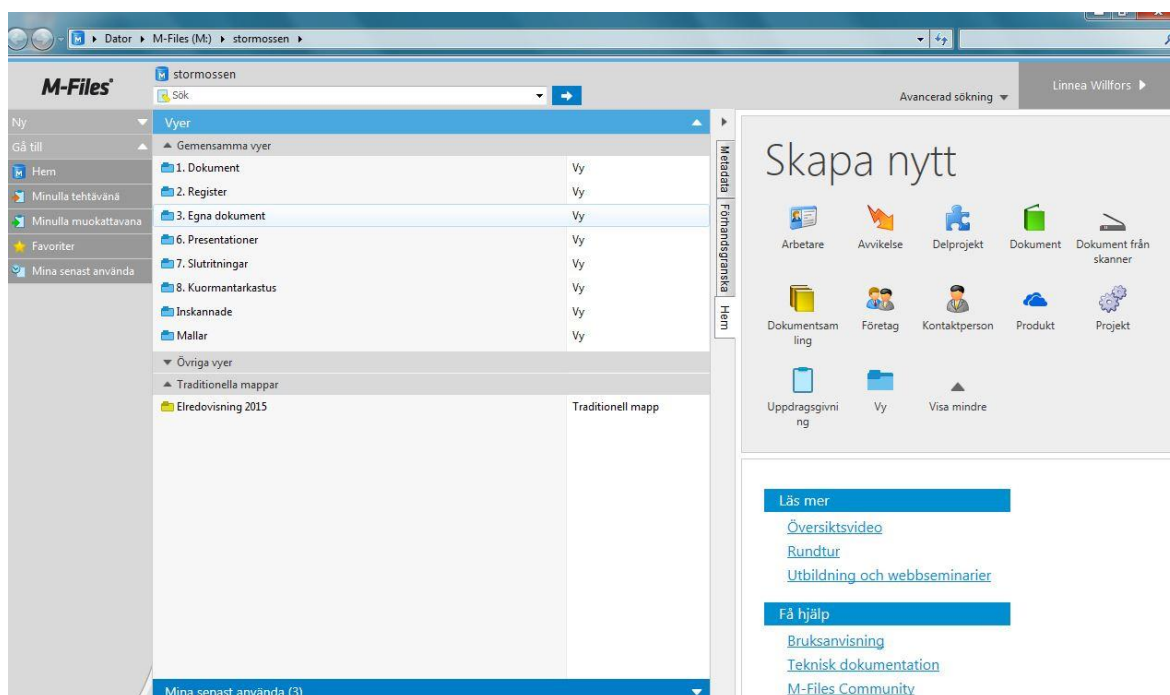 Dator M-Files (M:) stormossen
M-Files®
stormossen
Sök
Avancerad sökning
Linnea Willfors
Ny
Gå till
Hem
Minulla tehtävänä
Minulla muokattavana
Favoriter
Mina senast använda
Vyer
Gemensamma vyer
1. Dokument Vy
2. Register Vy
3. Egna dokument Vy
6. Presentationer Vy
7. Slutritningar Vy
8. Kuormantarkastus Vy
Inskannade Vy
Mallar Vy
Övriga vyer
Traditionella mappar
Elredovisning 2015 Traditionell mapp
Mina senast använda (3)
Metadata
Förhandsgranska
Hem
Skapa nytt
Arbetare Avvikelse Delprojekt Dokument Dokument från
skanner
Dokumentsam Företag Kontaktperson Produkt Projekt
ling
Uppdragsgivni Vy Visa mindre
ng
Läs mer
Översiktsvideo
Rundtur
Utbildning och webbseminarier
Få hjälp
Bruksanvisning
Teknisk dokumentation
M-Files Community